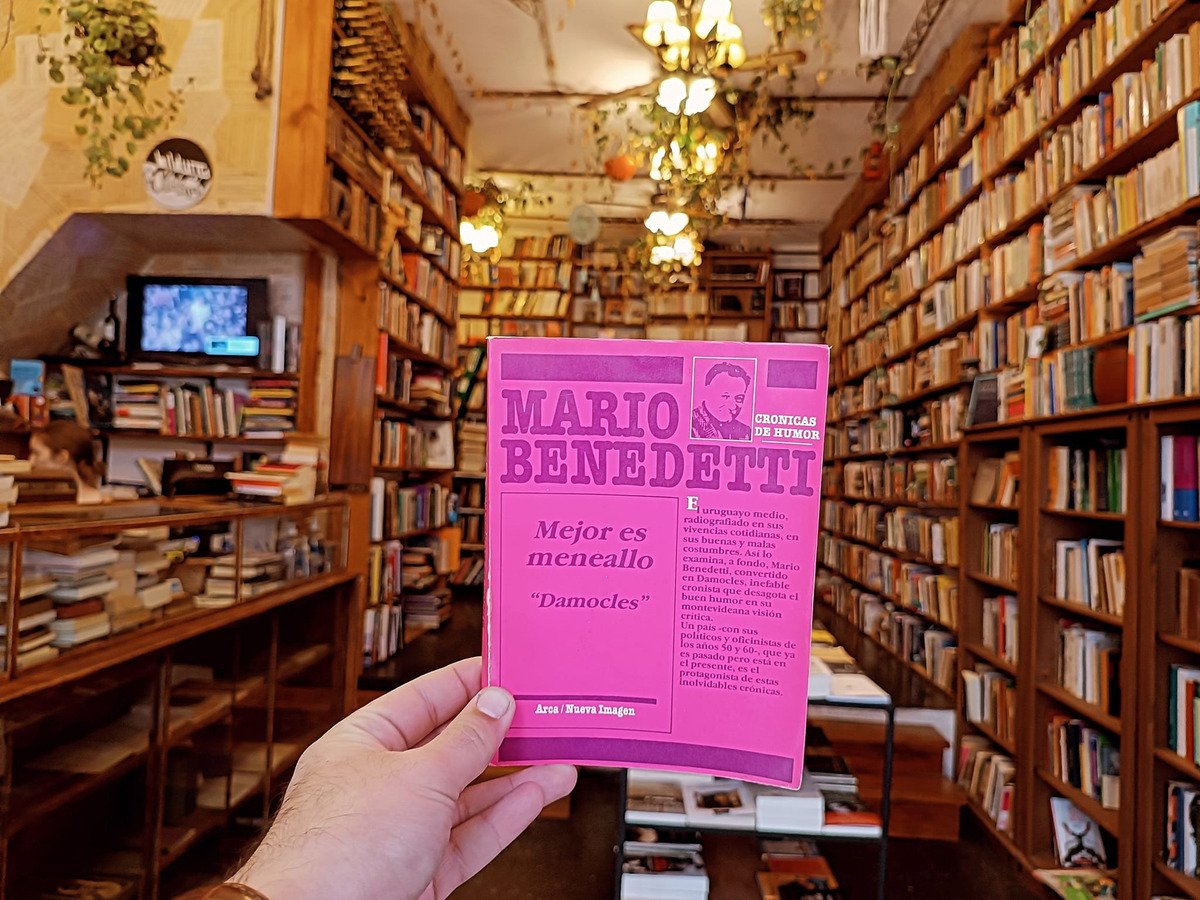 MARIO
BENEDETTI
CRONICAS
DE HUMOR
Mejor es
meneallo
"Damocles"
Arca / Nueva Imagen
El uruguayo medio,
radiografiado en sus
vivencias cotidianas, en
sus buenas y malas
costumbres. Así lo
examina, a fondo, Mario
Benedetti, convertido
en Damocles, inefable
cronista que desagota el
buen humor en su
montevideana visión
crítica.
Un país -con sus
políticos y oficinistas de
los años 50 y 60-, que ya
es pasado pero está en
el presente, es el
protagonista de estas
inolvidables crónicas.